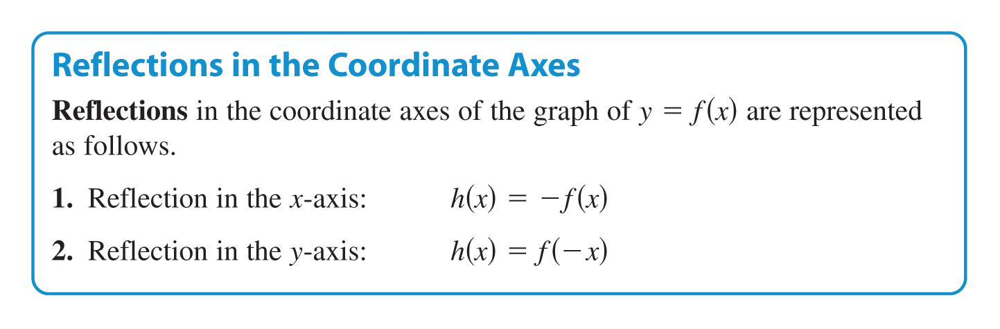 Reflections in the Coordinate Axes
Reflections in the coordinate axes of the graph of y = f(x) are represented
as follows.
1. Reflection in the x-axis: h(x) = −f(x)
2. Reflection in the y-axis: h(x) = f(−x)